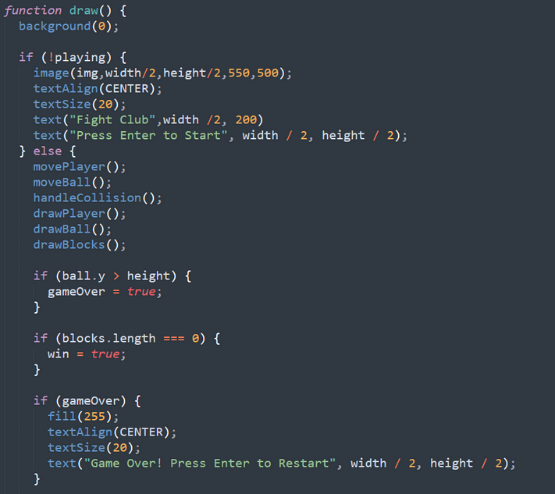 function draw() {
  background(0);

  if (!playing) {
    image(img,width/2,height/2,550,500);
    textAlign(CENTER);
    textSize(20);
    text("Fight Club",width /2, 200)
    text("Press Enter to Start", width / 2, height / 2);
  } else {
    movePlayer();
    moveBall();
    handleCollision();
    drawPlayer();
    drawBall();
    drawBlocks();

    if (ball.y > height) {
      gameOver = true;
    }

    if (blocks.length === 0) {
      win = true;
    }

    if (gameOver) {
      fill(255);
      textAlign(CENTER);
      textSize(20);
      text("Game Over! Press Enter to Restart", width / 2, height / 2);
    }